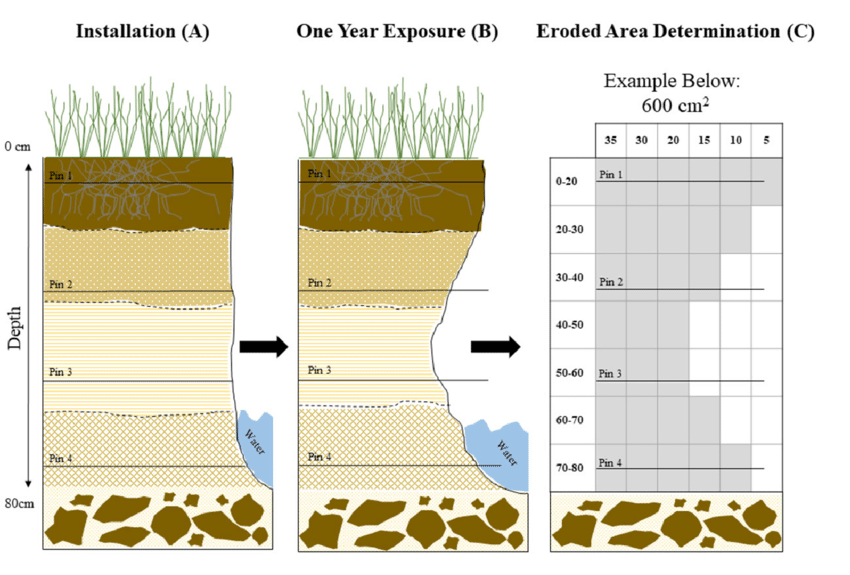 Installation (A)
One Year Exposure (B)
Eroded Area Determination (C)
Example Below:
600 cm²
0 cm
Depth
80cm
Pin 1
Pin 2
Pin 3
Pin 4
Water
Pin 1
Pin 2
Pin 3
Pin 4
Water
35 30 20 15 10 5
0-20 Pin 1
20-30
30-40 Pin 2
40-50
50-60 Pin 3
60-70
70-80 Pin 4